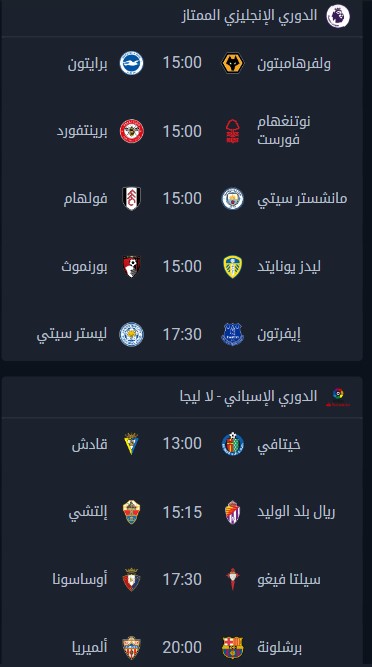 الدوري الإنجليزي الممتاز
ولفرهامبتون 15:00 برايتون
نوتنغهام
فورست 15:00 برينتفورد
مانشستر سيتي 15:00 فولهام
ليدز يونايتد 15:00 بورنموث
إيفرتون 17:30 ليستر سيتي
الدوري الإسباني - لا ليجا
خيتافي 13:00 قادش
ريال بلد الوليد 15:15 إلتشي
سيلتا فيغو 17:30 أوساسونا
برشلونة 20:00 ألميريا